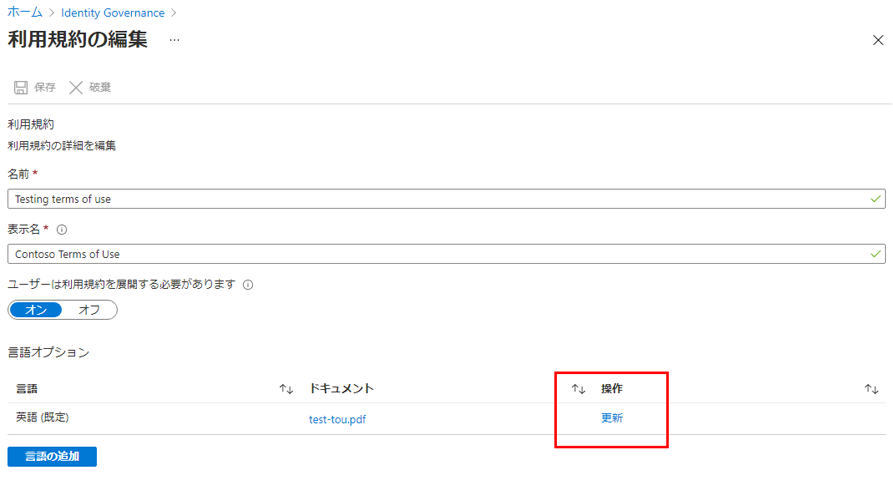 ホーム > Identity Governance >
利用規約の編集 ...
保存 破棄
利用規約
利用規約の詳細を編集
名前 *
Testing terms of use
表示名 *
Contoso Terms of Use
ユーザーは利用規約を展開する必要があります
オン オフ
言語オプション
言語 ドキュメント 操作
英語 (既定) test-tou.pdf 更新
言語の追加